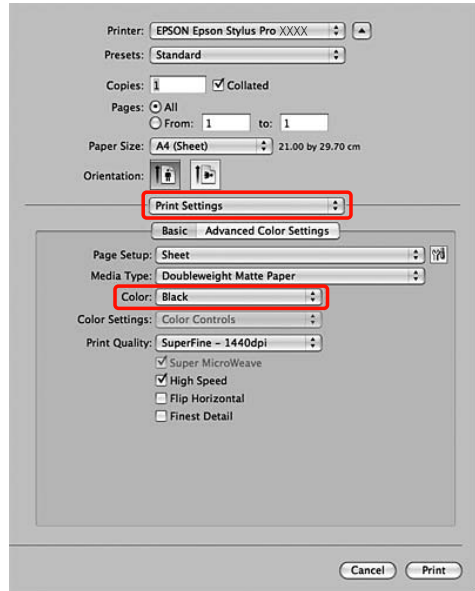 Printer: EPSON Epson Stylus Pro XXXX
Presets: Standard
Copies: 1 Collated
Pages: All
From: 1 to: 1
Paper Size: A4 (Sheet) 21.00 by 29.70 cm
Orientation:
Print Settings
Basic Advanced Color Settings
Page Setup: Sheet
Media Type: Doubleweight Matte Paper
Color: Black
Color Settings: Color Controls
Print Quality: SuperFine – 1440dpi
Super MicroWeave
High Speed
Flip Horizontal
Finest Detail
Cancel Print